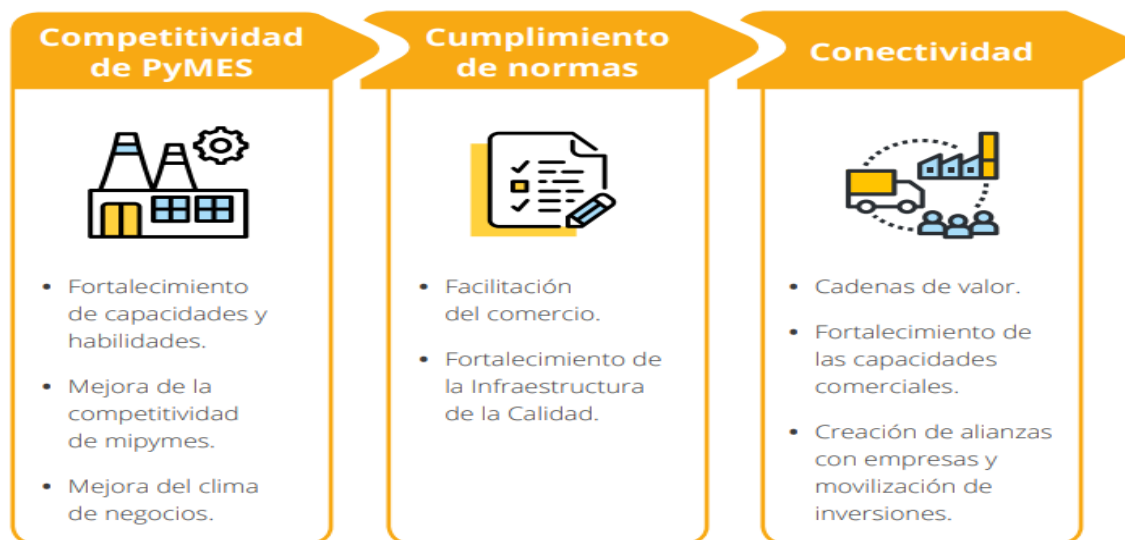 Competitividad
de PyMES
• Fortalecimiento
de capacidades y
habilidades.
• Mejora de la
competitividad
de mipymes.
• Mejora del clima
de negocios.
Cumplimiento
de normas
• Facilitación
del comercio.
• Fortalecimiento de
la Infraestructura
de la Calidad.
Conectividad
• Cadenas de valor.
• Fortalecimiento de
las capacidades
comerciales.
• Creación de alianzas
con empresas y
movilización de
inversiones.